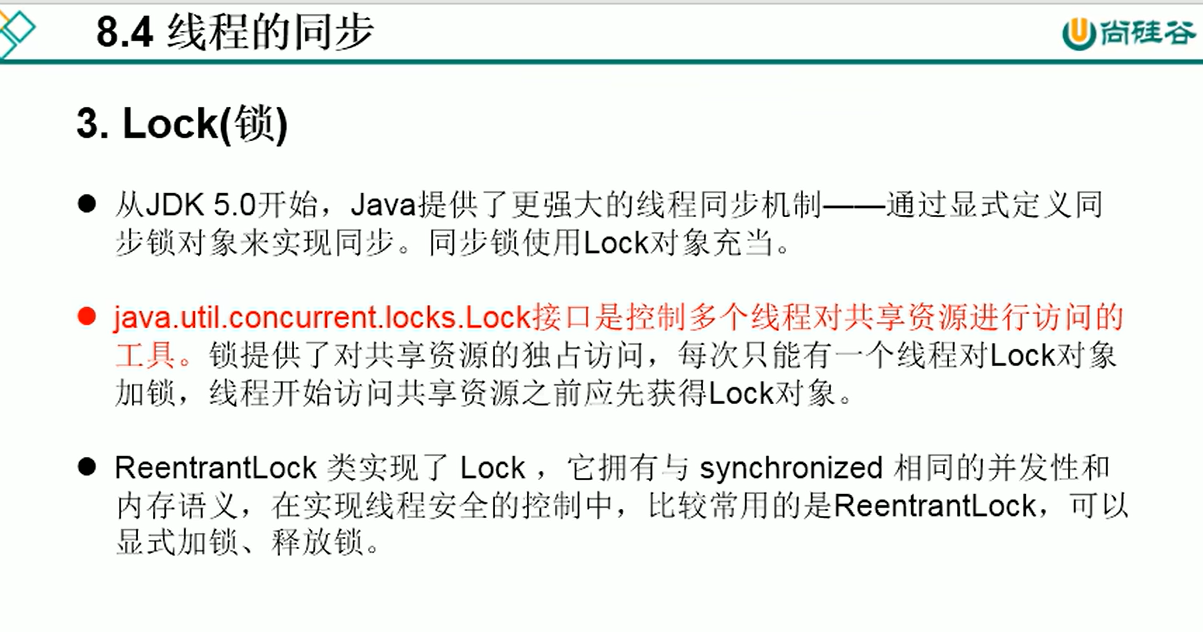 8.4 线程的同步
尚硅谷
3. Lock(锁)
● 从JDK 5.0开始，Java提供了更强大的线程同步机制——通过显式定义同
步锁对象来实现同步。同步锁使用Lock对象充当。
● java.util.concurrent.locks.Lock接口是控制多个线程对共享资源进行访问的
工具。锁提供了对共享资源的独占访问，每次只能有一个线程对Lock对象
加锁，线程开始访问共享资源之前应先获得Lock对象。
● ReentrantLock 类实现了 Lock ，它拥有与 synchronized 相同的并发性和
内存语义，在实现线程安全的控制中，比较常用的是ReentrantLock，可以
显式加锁、释放锁。